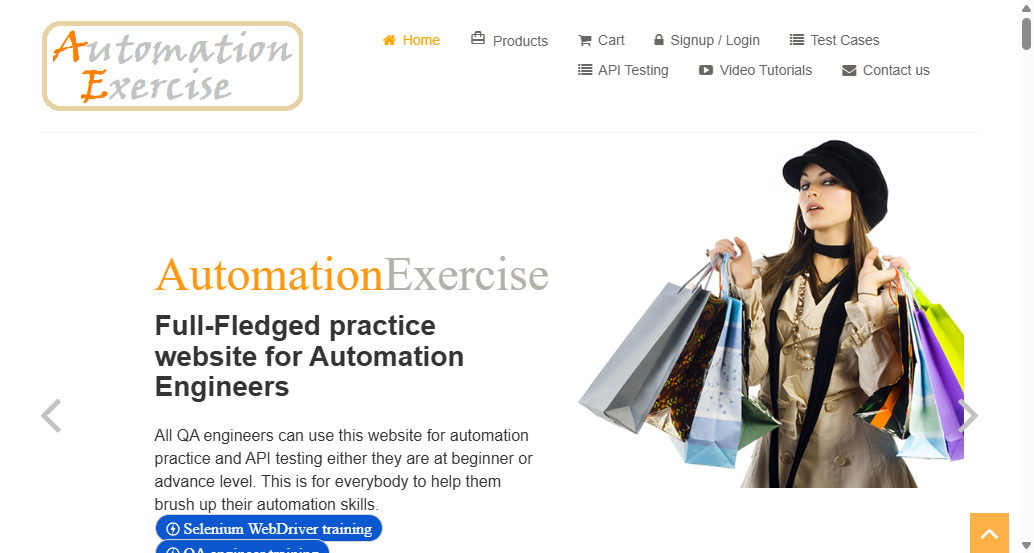 Automation
Exercise
Home
Products
Cart
Signup / Login
Test Cases
API Testing
Video Tutorials
Contact us
AutomationExercise
Full-Fledged practice
website for Automation
Engineers
All QA engineers can use this website for automation
practice and API testing either they are at beginner or
advance level. This is for everybody to help them
brush up their automation skills.
Selenium WebDriver training
QA engineer training